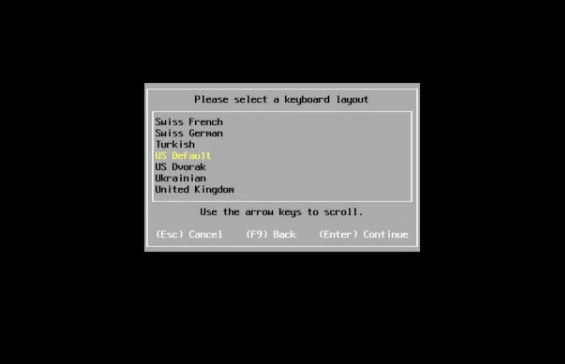 Please select a keyboard layout
Swiss French
Swiss German
Turkish
US Default
US Dvorak
Ukrainian
United Kingdom
Use the arrow keys to scroll.
(Esc) Cancel (F9) Back (Enter) Continue